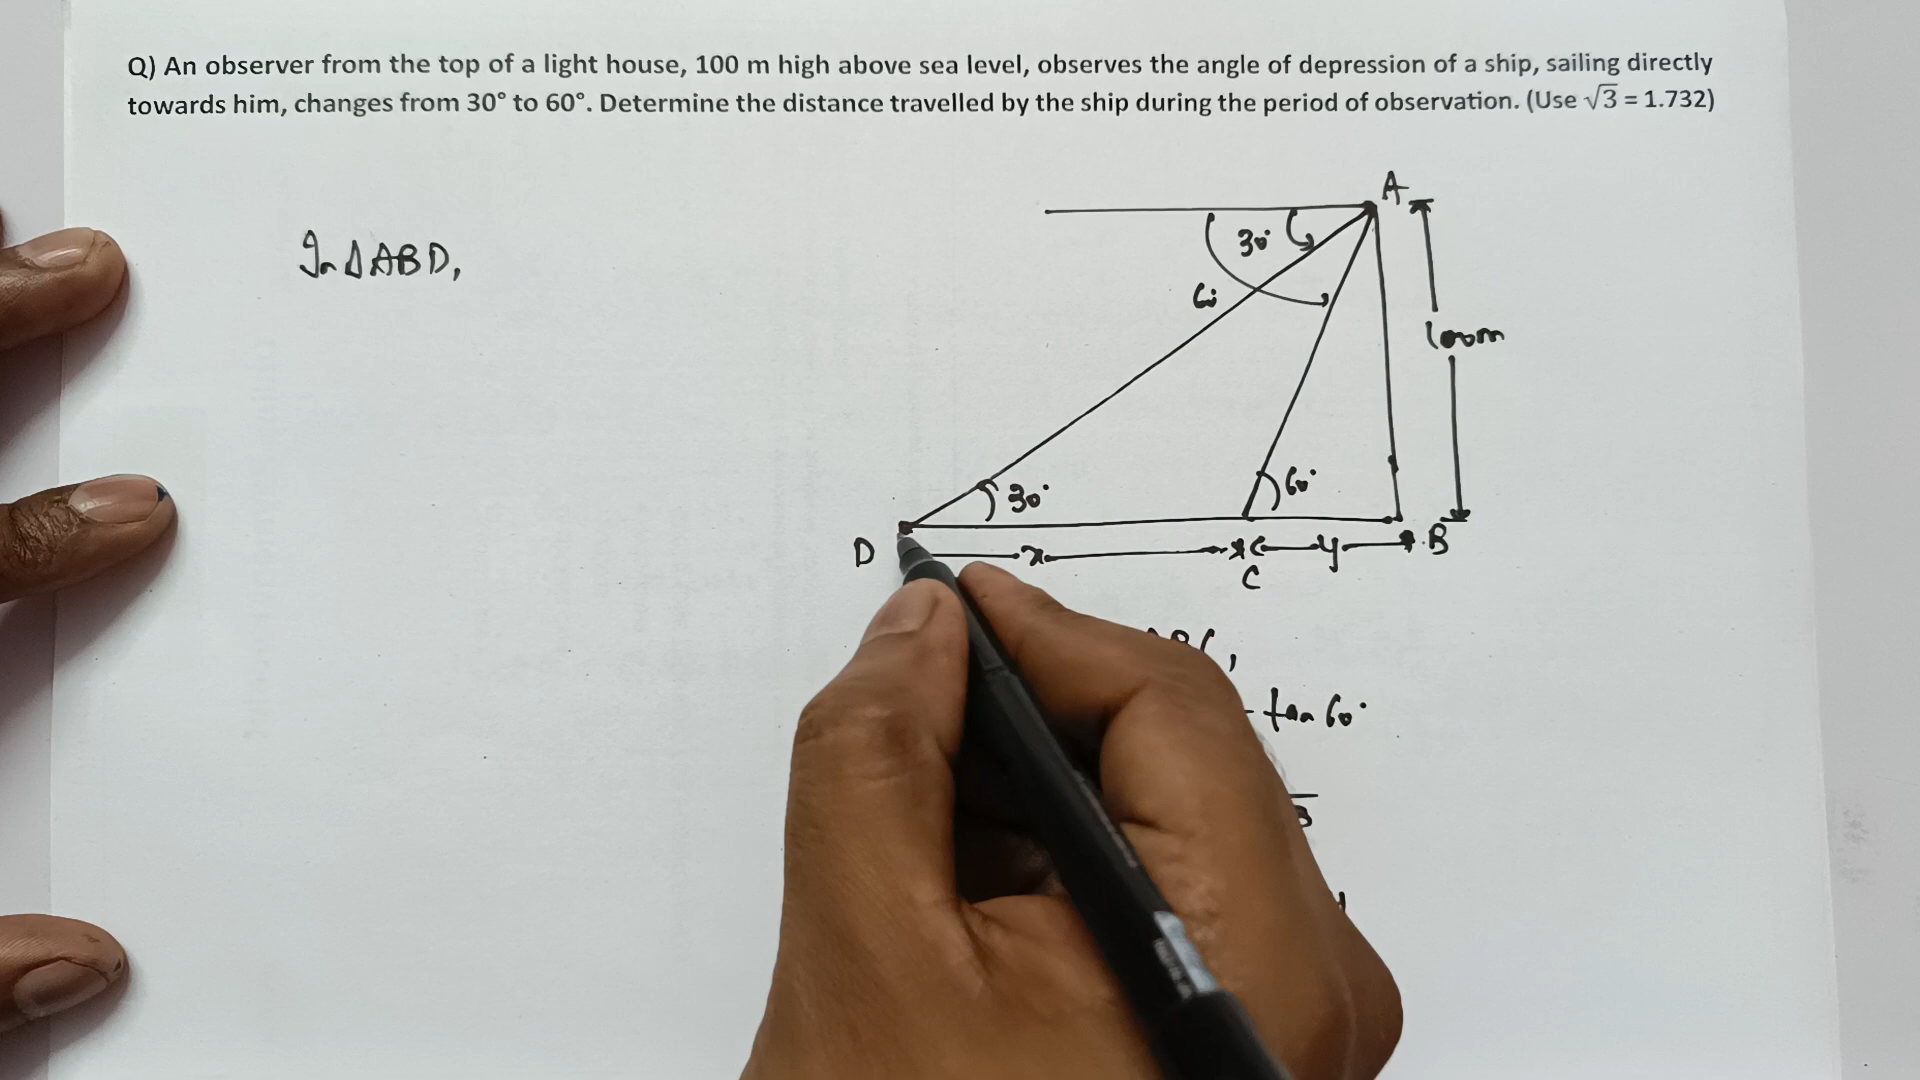 Q) An observer from the top of a light house, 100 m high above sea level, observes the angle of depression of a ship, sailing directly
towards him, changes from 30° to 60°. Determine the distance travelled by the ship during the period of observation. (Use √3 = 1.732)
In ΔABD,
A
30°
60
100m
30°
60°
D
x
y
B
C
tan 60°